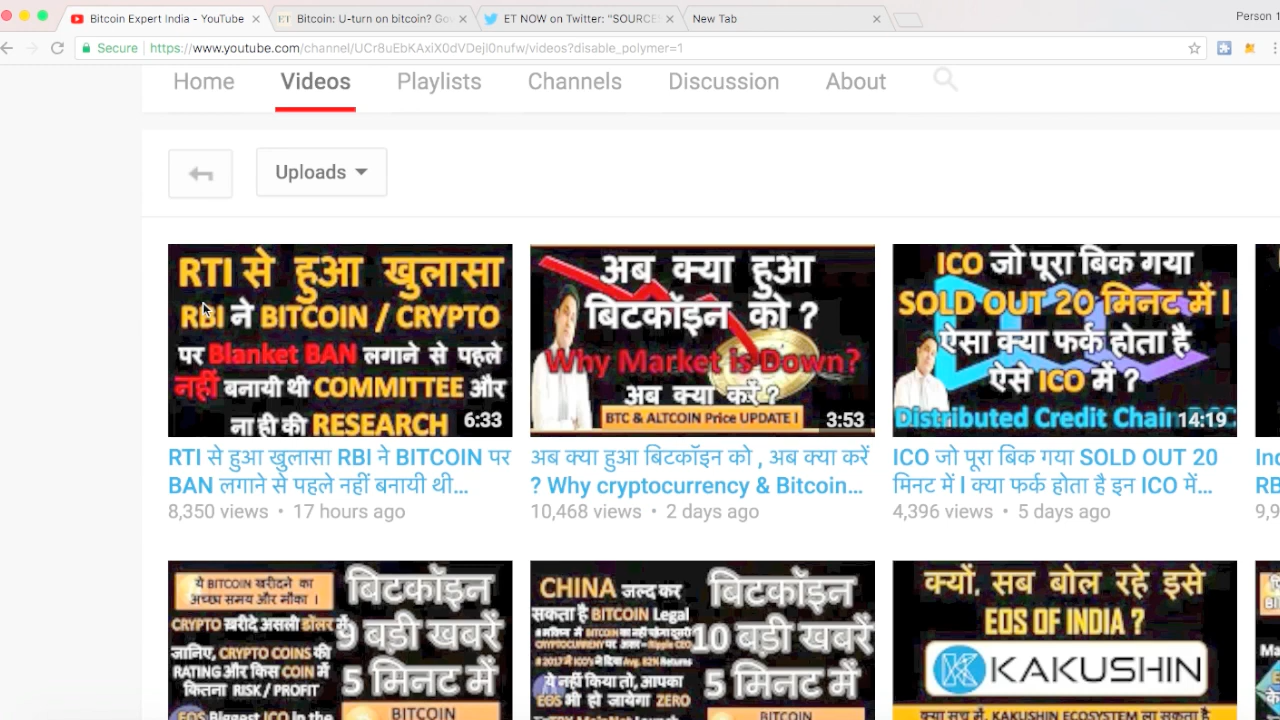 Bitcoin Expert India - YouTube
Bitcoin: U-turn on bitcoin? Go
ET NOW on Twitter: "SOURCE
New Tab
Person
Secure
https://www.youtube.com/channel/UCr8uEbKAxiX0dVDejI0nufw/videos?disable_polymer=1
Home Videos Playlists Channels Discussion About
Uploads
RTI से हुआ खुलासा
RBI ने BITCOIN / CRYPTO
पर Blanket BAN लगाने से पहले
नहीं बनायी थी COMMITTEE और
ना ही की RESEARCH
6:33
अब क्या हुआ
बिटकॉइन को ?
Why Market is Down?
अब क्या करें ?
BTC & ALTCOIN Price UPDATE I
3:53
ICO जो पूरा बिक गया
SOLD OUT 20 मिनट में I
ऐसा क्या फर्क होता है
ऐसे ICO में ?
Distributed Credit Chain
14:19
RTI से हुआ खुलासा RBI ने BITCOIN पर
BAN लगाने से पहले नहीं बनायी थी...
8,350 views • 17 hours ago
अब क्या हुआ बिटकॉइन को , अब क्या करें
? Why cryptocurrency & Bitcoin...
10,468 views • 2 days ago
ICO जो पूरा बिक गया SOLD OUT 20
मिनट में I क्या फर्क होता है इन ICO में...
4,396 views • 5 days ago
Inc
RB
9,9
ये BITCOIN खरीदने का
अच्छा समय और मौका ।
CRYPTO ख़रीदे असली डॉलर में
जानिए, CRYPTO COINS की
RATING और किस COIN में
कितना RISK / PROFIT
EOS Biggest ICO In the
बिटकॉइन
9 बड़ी खबरें
5 मिनट में
BITCOIN
CHINA जल्द कर
सकता है BITCOIN Legal
ये नहीं किया तो, आपका
EOS भी हो जायेगा ZERO
बिटकॉइन
10 बड़ी खबरें
5 मिनट में
BITCOIN
क्यों, सब बोल रहे इसे
EOS OF INDIA ?
KAKUSHIN
क्या सच में, KAKUSHIN ECOSYSTEM ला सकता है